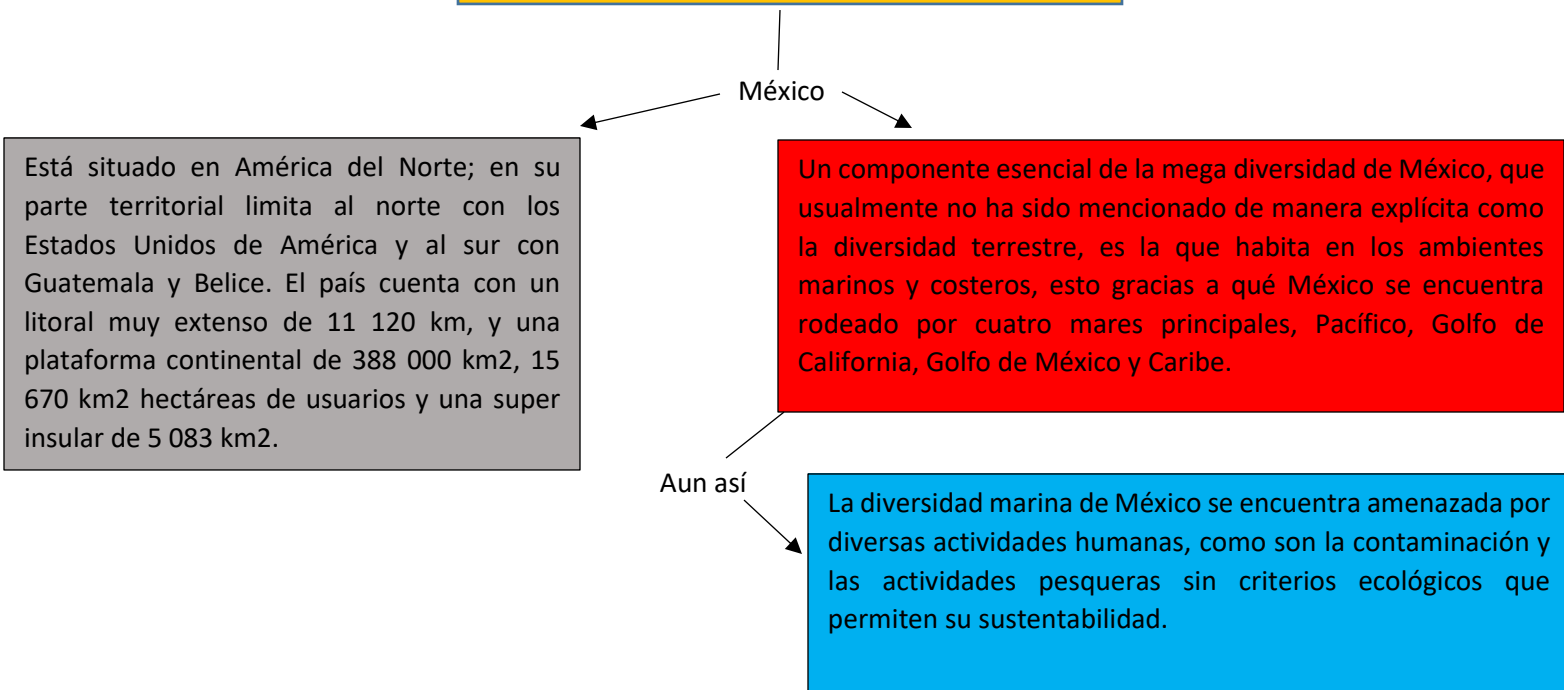 México
Está situado en América del Norte; en su
parte territorial limita al norte con los
Estados Unidos de América y al sur con
Guatemala y Belice. El país cuenta con un
litoral muy extenso de 11 120 km, y una
plataforma continental de 388 000 km2, 15
670 km2 hectáreas de usuarios y una super
insular de 5 083 km2.
Un componente esencial de la mega diversidad de México, que
usualmente no ha sido mencionado de manera explícita como
la diversidad terrestre, es la que habita en los ambientes
marinos y costeros, esto gracias a qué México se encuentra
rodeado por cuatro mares principales, Pacífico, Golfo de
California, Golfo de México y Caribe.
Aun así
La diversidad marina de México se encuentra amenazada por
diversas actividades humanas, como son la contaminación y
las actividades pesqueras sin criterios ecológicos que
permiten su sustentabilidad.